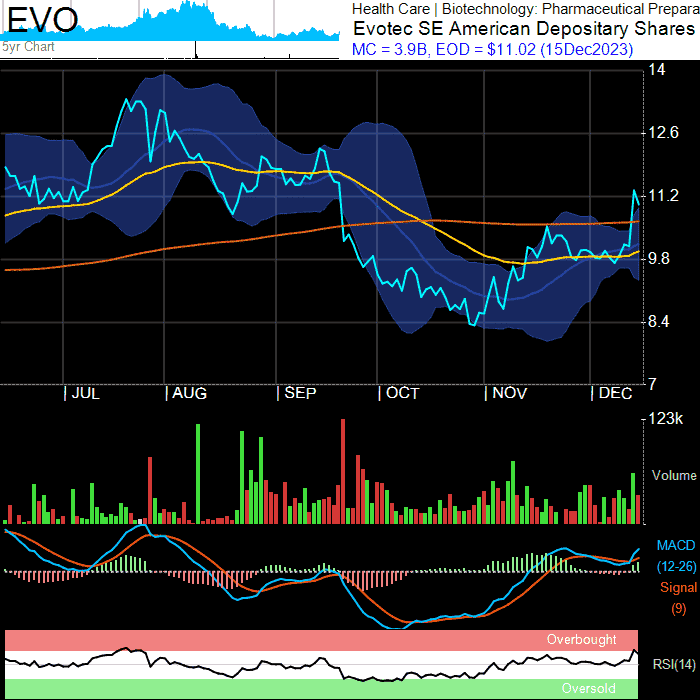 EVO
Health Care | Biotechnology: Pharmaceutical Prepara
Evotec SE American Depositary Shares
MC = 3.9B, EOD = $11.02 (15Dec2023)
5yr Chart
14
12.6
11.2
9.8
8.4
7
| JUL | AUG | SEP | OCT | NOV | DEC
123k
Volume
MACD
(12-26)
Signal
(9)
Overbought
RSI(14)
Oversold